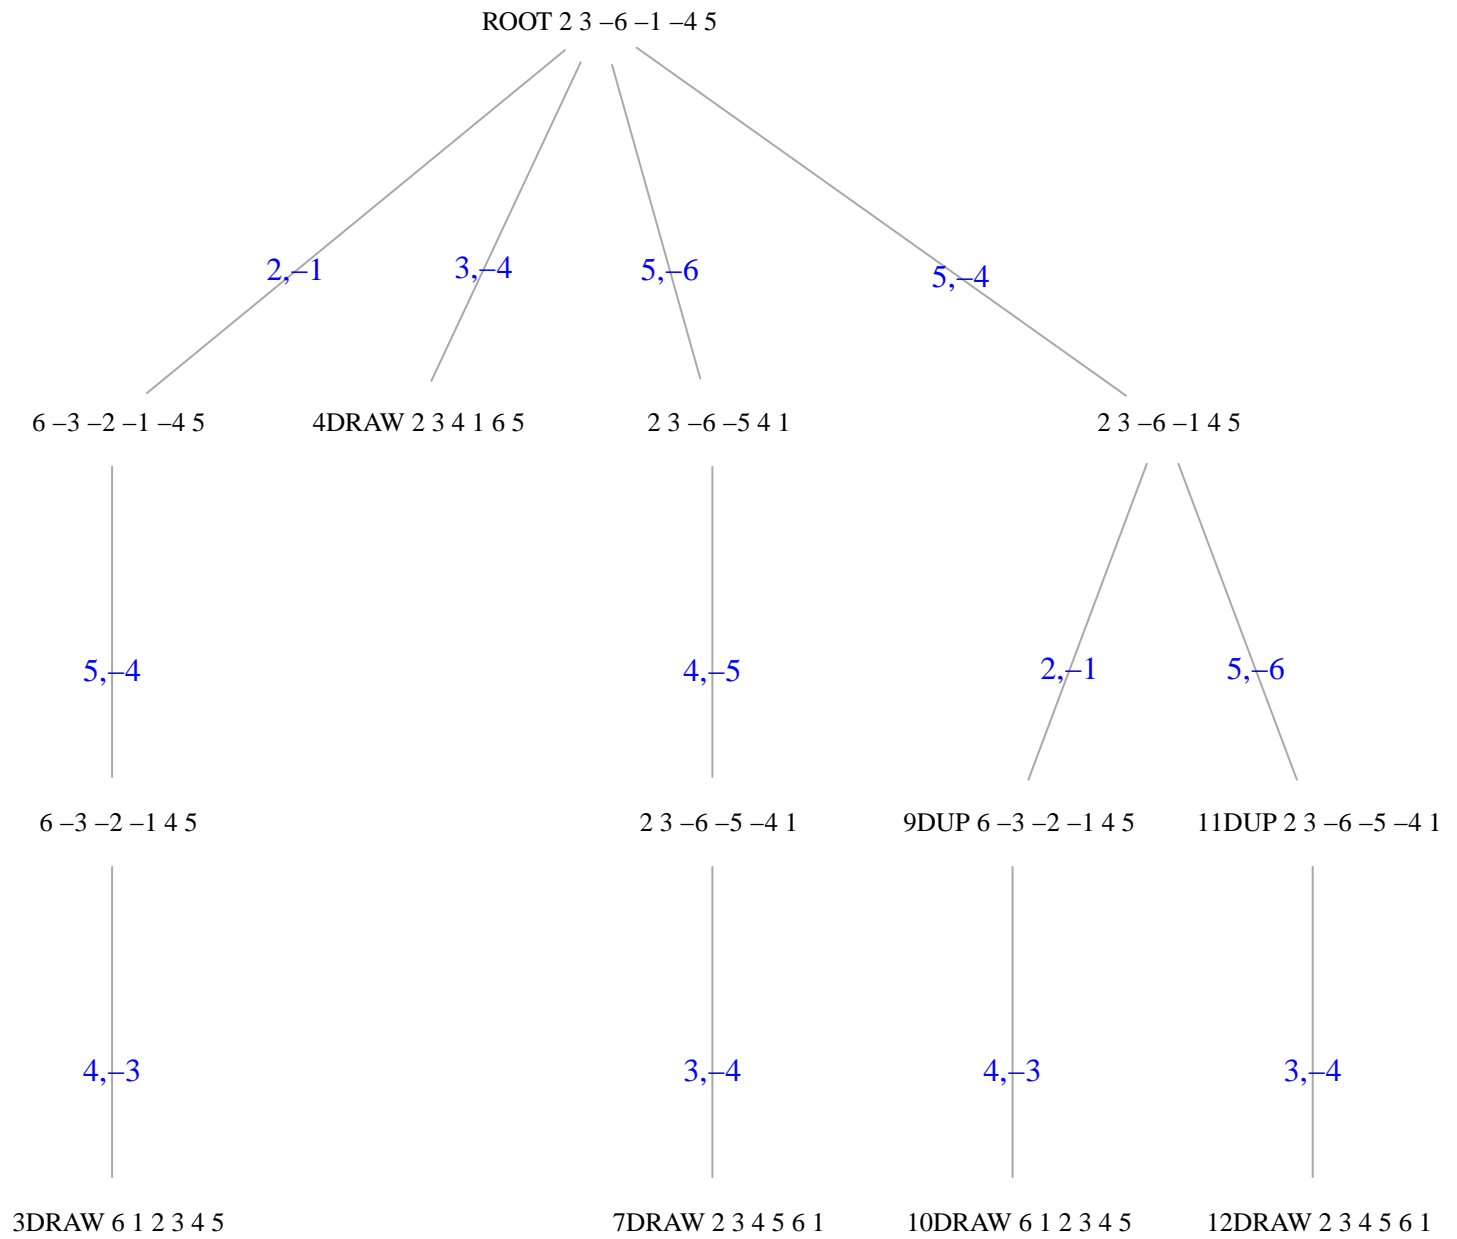 ROOT 2 3 –6 –1 –4 5
2,–1
3,–4
5,–6
5,–4
6 –3 –2 –1 –4 5
4DRAW 2 3 4 1 6 5
2 3 –6 –5 4 1
2 3 –6 –1 4 5
5,–4
4,–5
2,–1
5,–6
6 –3 –2 –1 4 5
2 3 –6 –5 –4 1
9DUP 6 –3 –2 –1 4 5
11DUP 2 3 –6 –5 –4 1
4,–3
3,–4
4,–3
3,–4
3DRAW 6 1 2 3 4 5
7DRAW 2 3 4 5 6 1
10DRAW 6 1 2 3 4 5
12DRAW 2 3 4 5 6 1